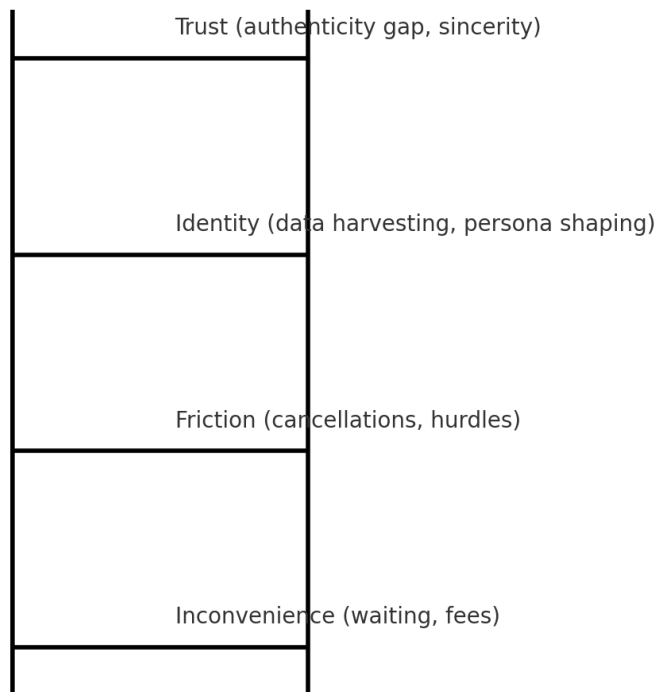 Trust (authenticity gap, sincerity)
Identity (data harvesting, persona shaping)
Friction (cancellations, hurdles)
Inconvenience (waiting, fees)